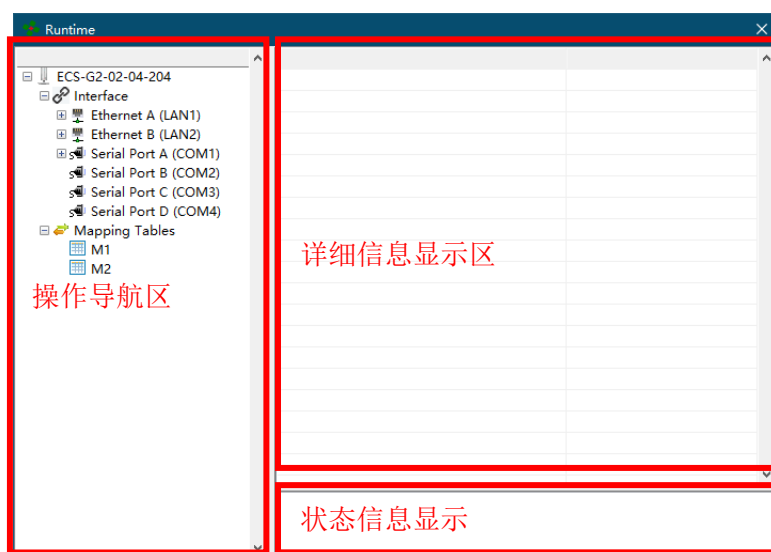 Runtime
ECS-G2-02-04-204
Interface
Ethernet A (LAN1)
Ethernet B (LAN2)
Serial Port A (COM1)
Serial Port B (COM2)
Serial Port C (COM3)
Serial Port D (COM4)
Mapping Tables
M1
M2
操作导航区
详细信息显示区
状态信息显示